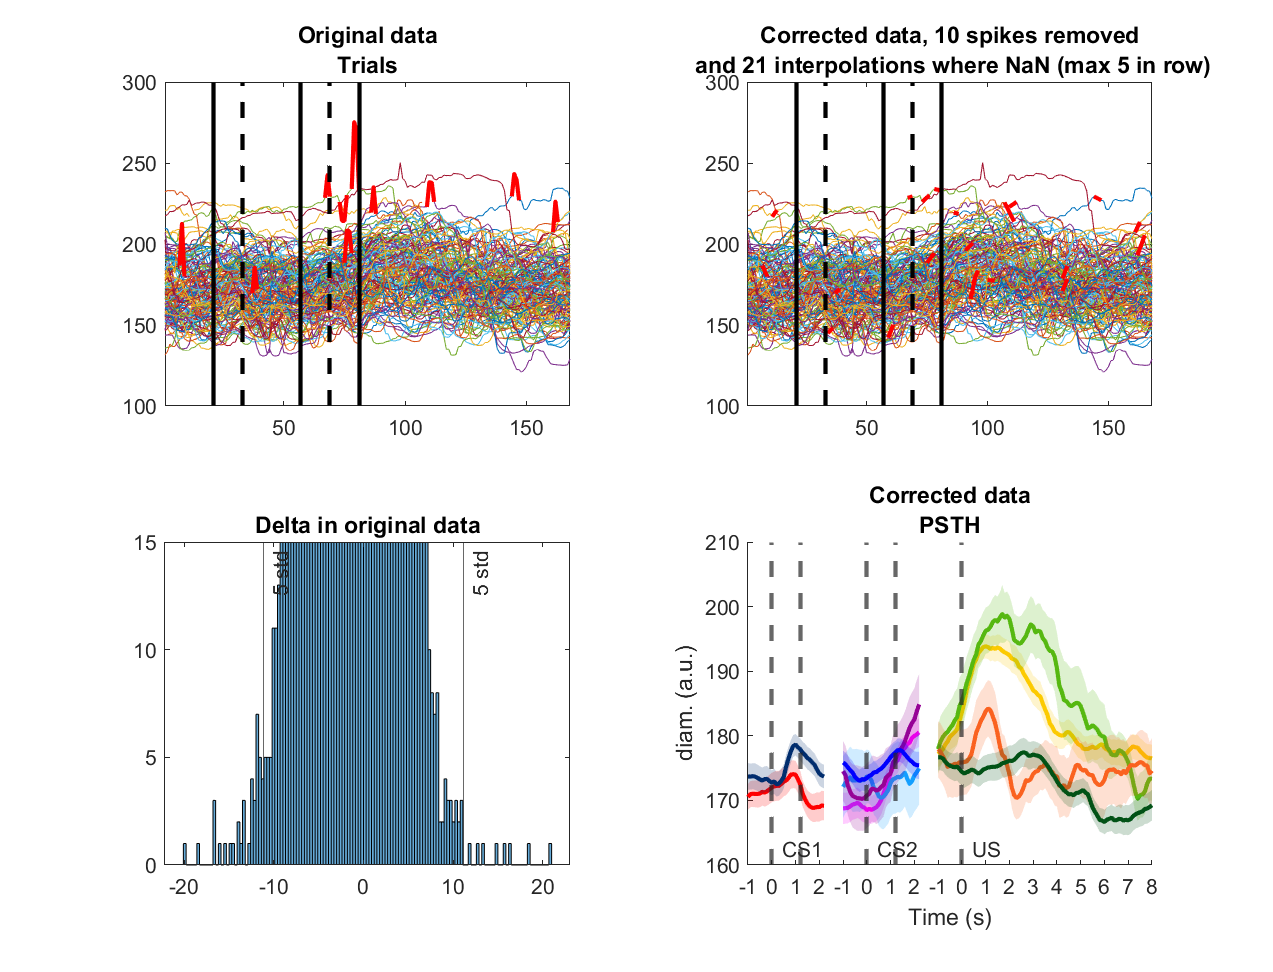 Original data
Trials
300
250
200
150
100
50
100
150
Corrected data, 10 spikes removed
and 21 interpolations where NaN (max 5 in row)
300
250
200
150
100
50
100
150
Delta in original data
15
10
5
0
5 std
5 std
-20
-10
0
10
20
Corrected data
PSTH
210
200
190
180
170
160
diam. (a.u.)
CS1
CS2
US
-1 0 1 2 -1 0 1 2 -1 0 1 2 3 4 5 6 7 8
Time (s)